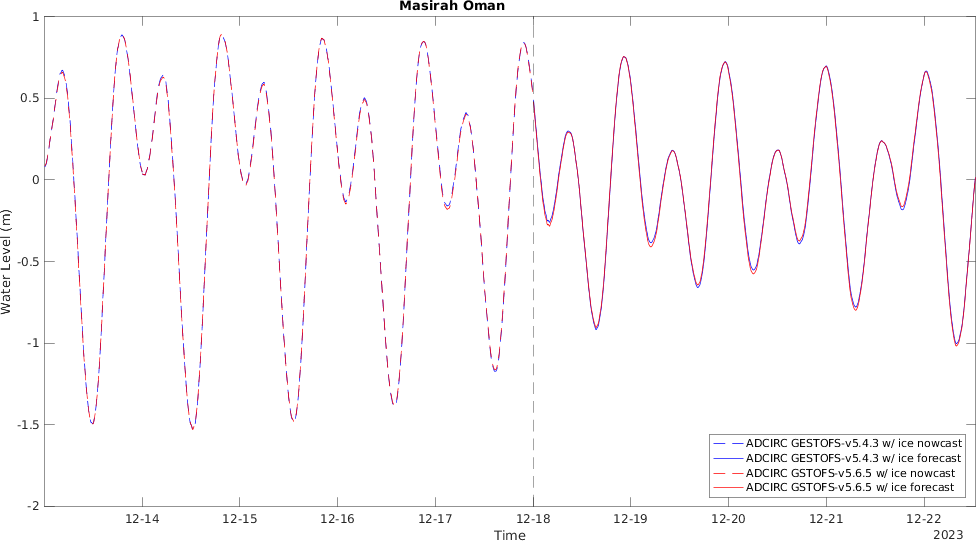 Masirah Oman
1
0.5
0
-0.5
-1
-1.5
-2
Water Level (m)
12-14
12-15
12-16
12-17
12-18
12-19
12-20
12-21
12-22
Time
2023
ADCIRC GESTOFS-v5.4.3 w/ ice nowcast
ADCIRC GESTOFS-v5.4.3 w/ ice forecast
ADCIRC GSTOFS-v5.6.5 w/ ice nowcast
ADCIRC GSTOFS-v5.6.5 w/ ice forecast